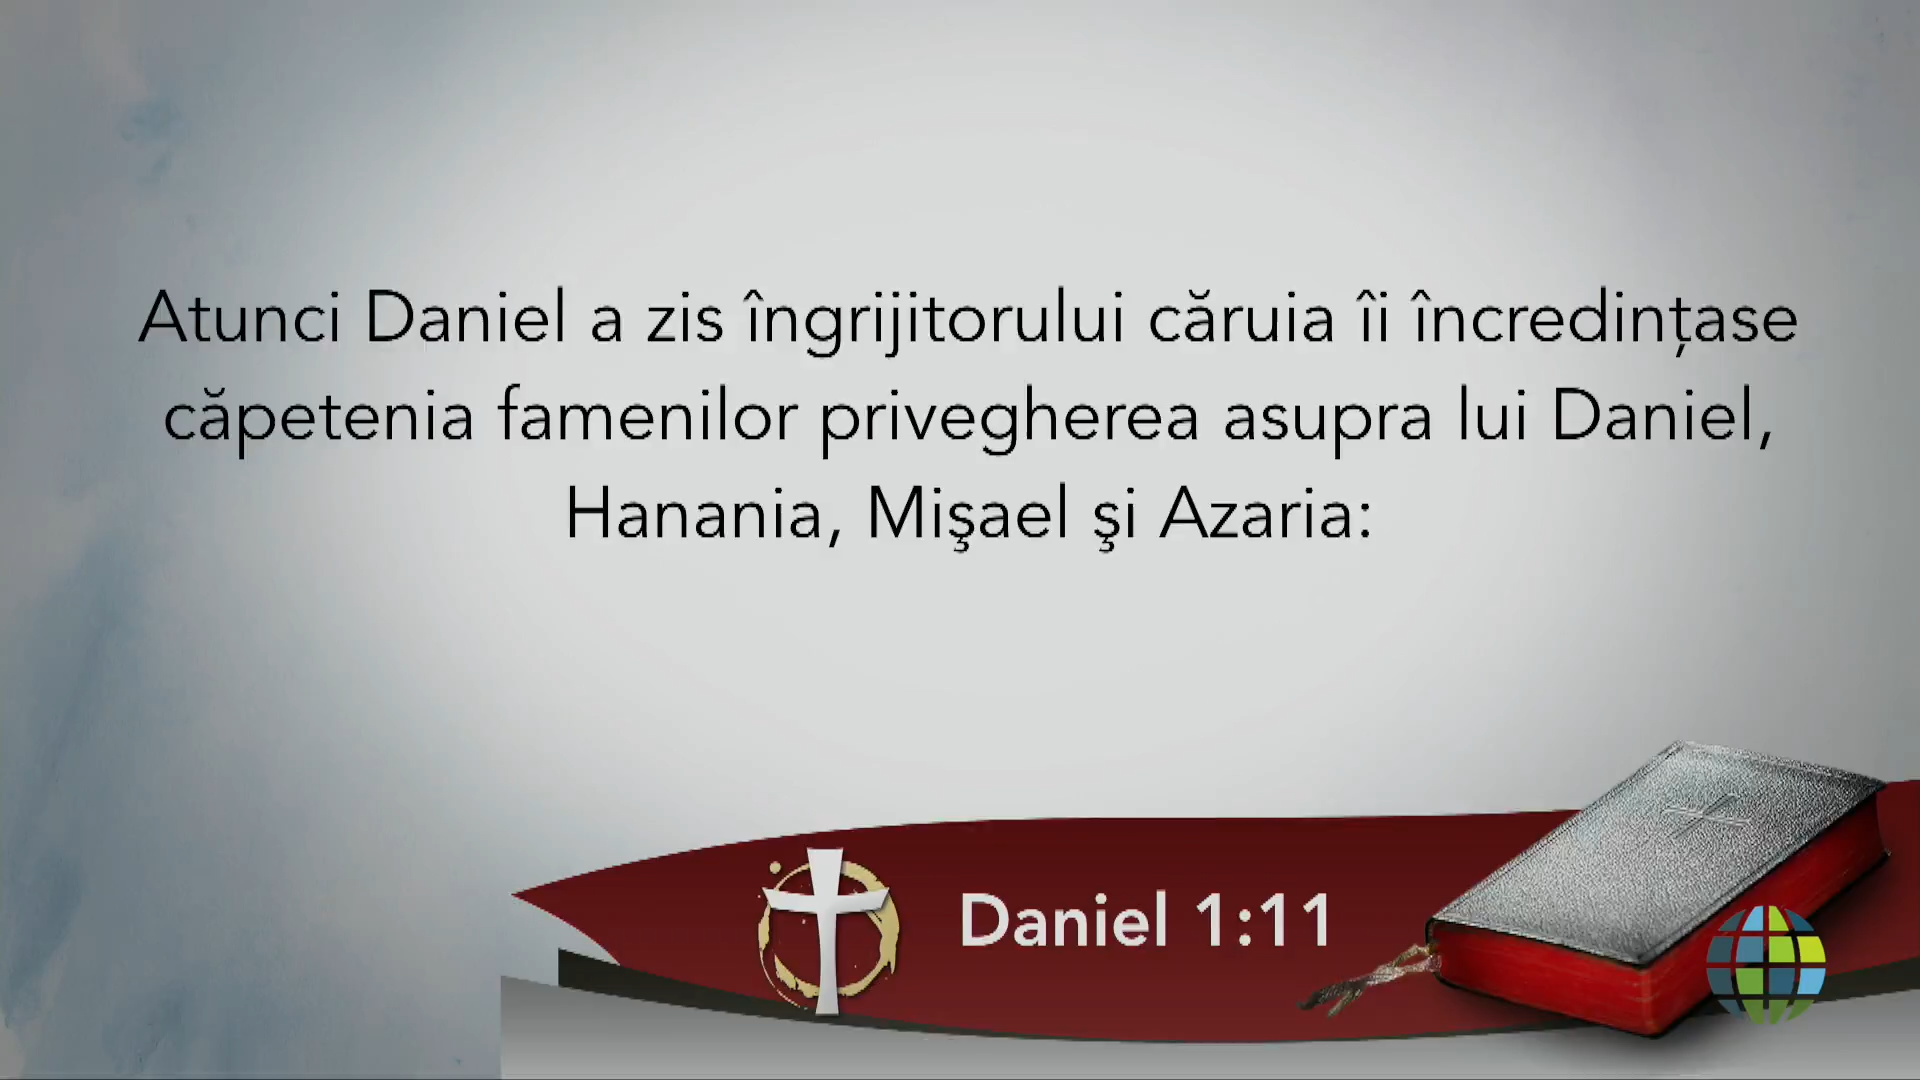 Atunci Daniel a zis îngrijitorului căruia îi încredințase
căpetenia famenilor privegherea asupra lui Daniel,
Hanania, Mişael şi Azaria:
Daniel 1:11